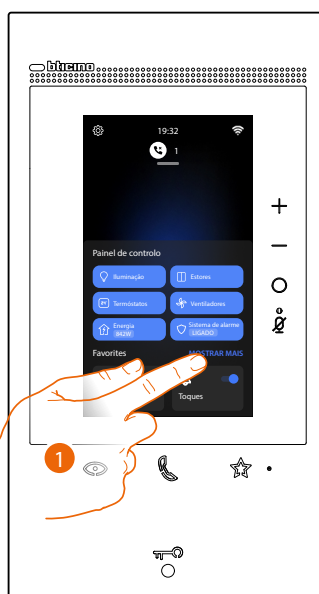 bticino
19:32
1
Painel de controlo
Iluminação
Estores
Termóstatos
Ventiladores
Energia
842W
Sistema de alarme
LIGADO
Favorites
MOSTRAR MAIS
Toques
1